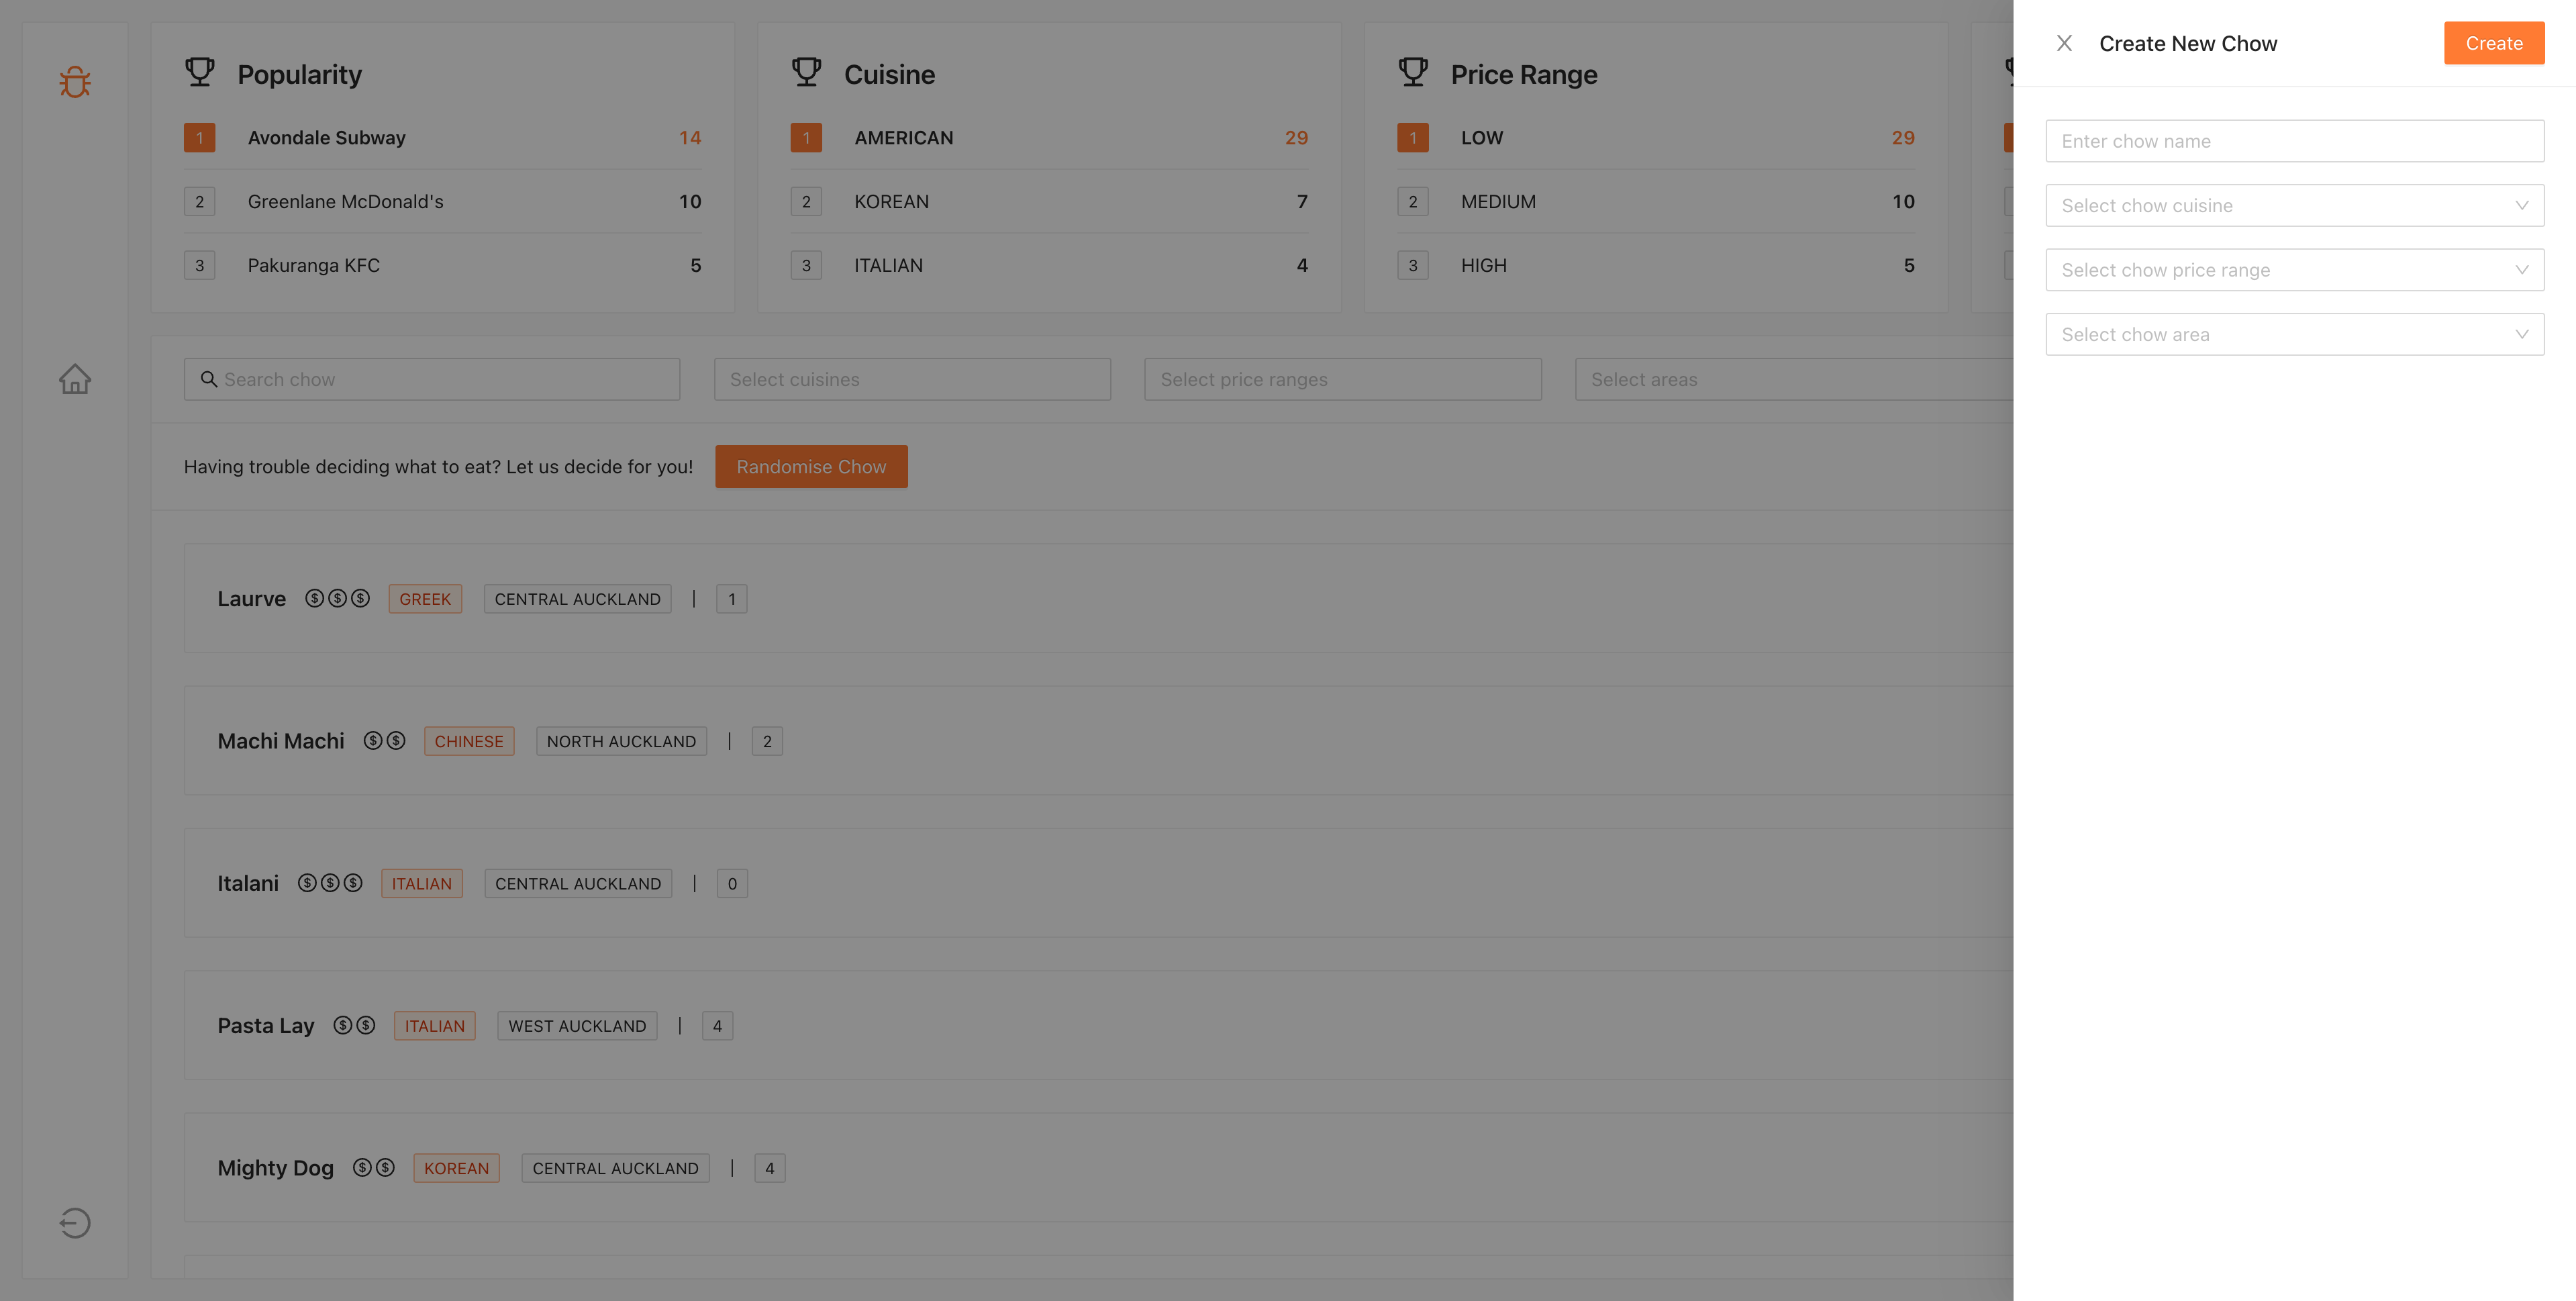 Popularity
1 Avondale Subway 14
2 Greenlane McDonald's 10
3 Pakuranga KFC 5
Cuisine
1 AMERICAN 29
2 KOREAN 7
3 ITALIAN 4
Price Range
1 LOW 29
2 MEDIUM 10
3 HIGH 5
Search chow
Select cuisines
Select price ranges
Select areas
Having trouble deciding what to eat? Let us decide for you!
Randomise Chow
Laurve $ $ $ GREEK CENTRAL AUCKLAND | 1
Machi Machi $ $ CHINESE NORTH AUCKLAND | 2
Italani $ $ $ ITALIAN CENTRAL AUCKLAND | 0
Pasta Lay $ $ ITALIAN WEST AUCKLAND | 4
Mighty Dog $ $ KOREAN CENTRAL AUCKLAND | 4
Create New Chow
Create
Enter chow name
Select chow cuisine
Select chow price range
Select chow area